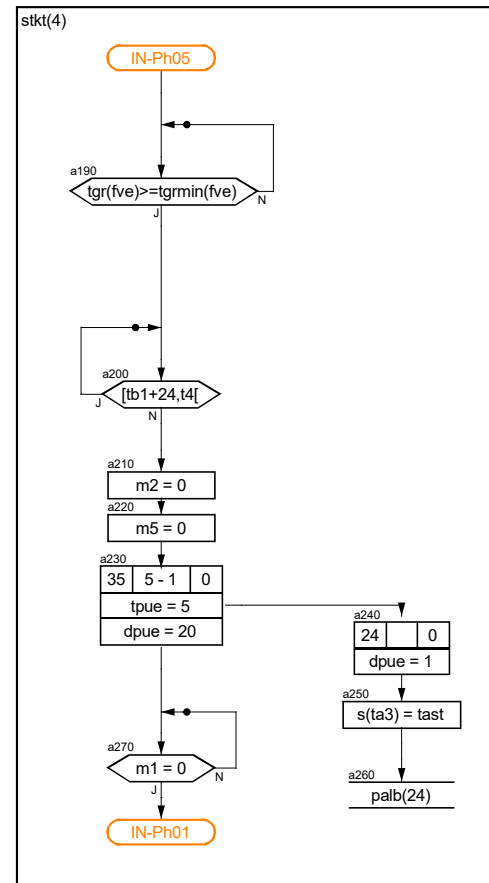 stkt(4)
IN-Ph05
a190
tgr(fve)>=tgrmin(fve)
N
J
a200
[tb1+24,t4[
J
N
a210
m2 = 0
a220
m5 = 0
a230
35 5 - 1 0
tpue = 5
dpue = 20
a240
24 0
dpue = 1
a250
s(ta3) = tast
a260
palb(24)
a270
m1 = 0
N
J
IN-Ph01